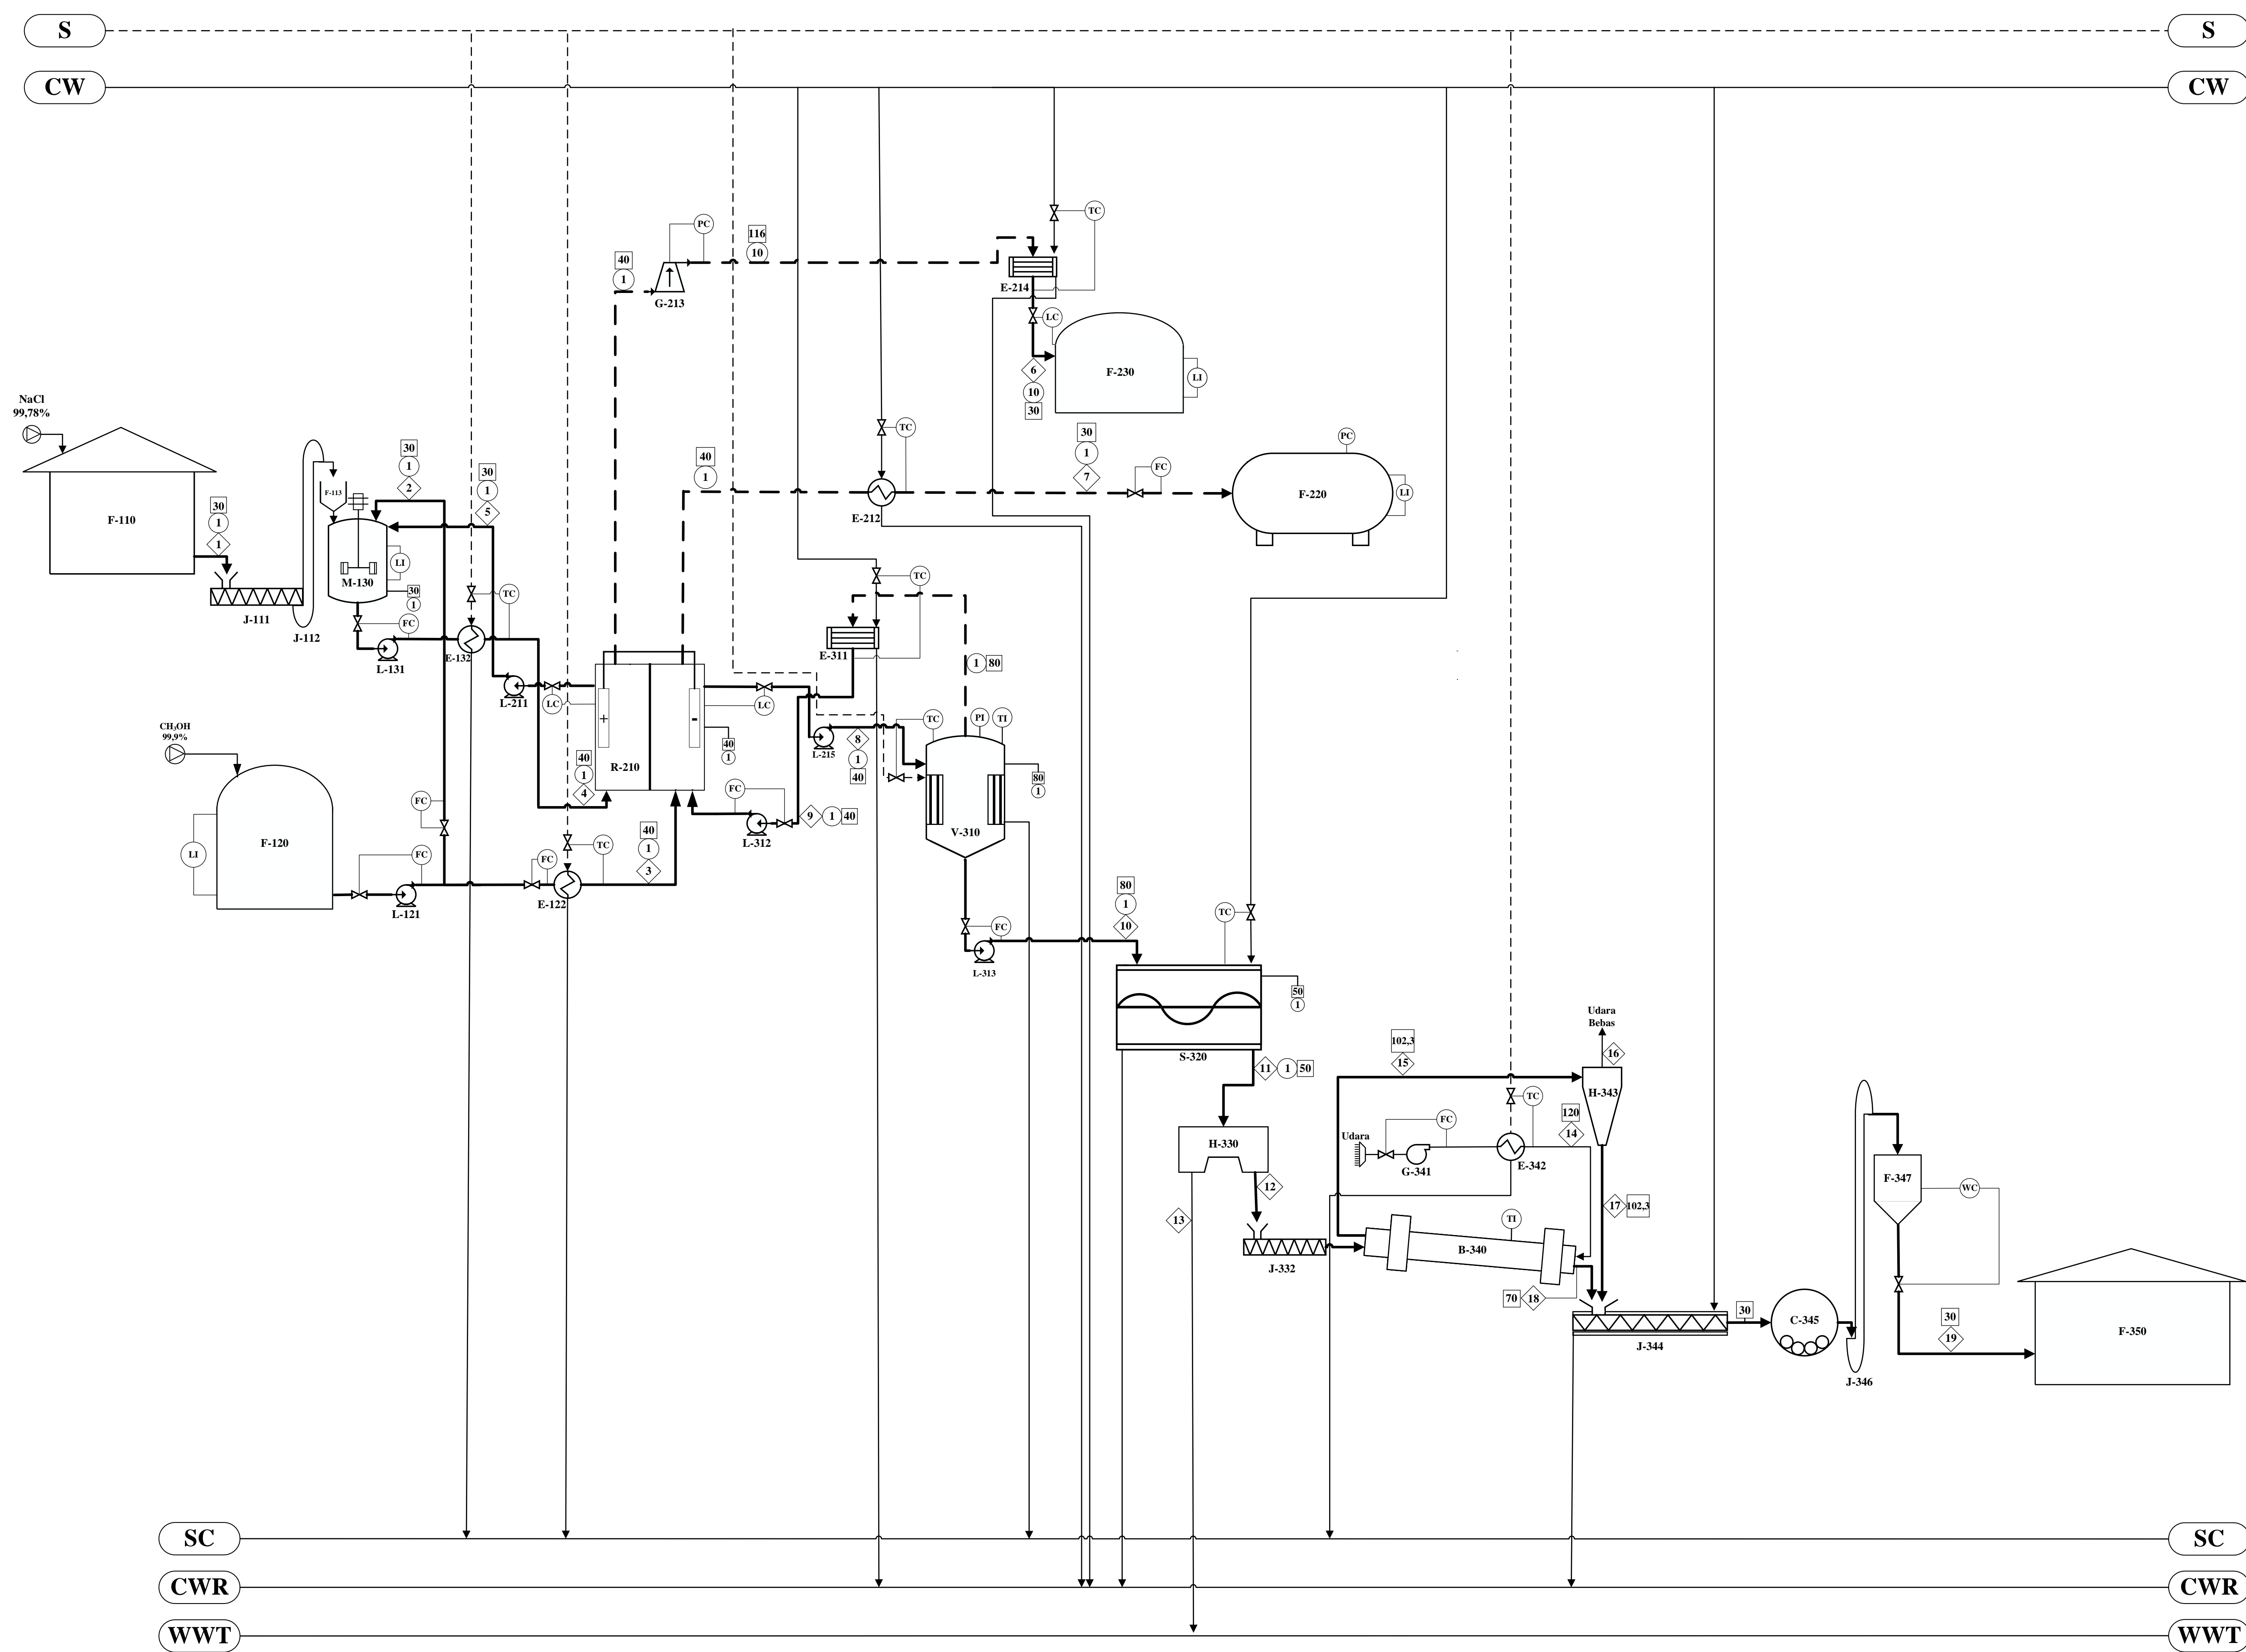 S
S
CW
CW
PC
116
10
40
1
G-213
TC
E-214
LC
F-230
LI
6
10
30
NaCl
99,78%
F-110
30
1
1
J-111
J-112
F-113
30
1
2
30
1
5
LI
M-130
30
1
FC
L-131
TC
E-132
40
1
TC
E-212
30
1
7
FC
PC
F-220
LI
TC
E-311
1
80
L-211
LC
+
-
LC
R-210
40
1
40
1
4
L-215
8
1
40
TC
PI
TI
80
1
V-310
FC
L-312
9
1
40
CH₃OH
99,9%
F-120
LI
FC
FC
L-121
FC
TC
E-122
40
1
3
FC
L-313
80
1
10
TC
50
1
S-320
11
1
50
H-330
12
13
J-332
102,3
15
Udara
Bebas
16
H-343
Udara
FC
G-341
TC
E-342
120
14
17
102,3
TI
B-340
70
18
J-344
30
C-345
J-346
F-347
WC
30
19
F-350
SC
SC
CWR
CWR
WWT
WWT